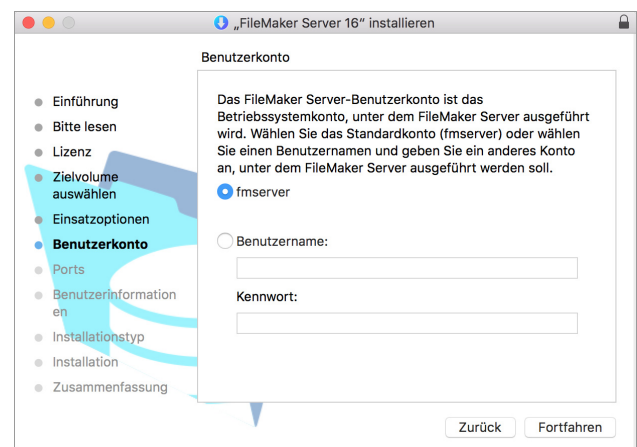 „FileMaker Server 16“ installieren
Benutzerkonto
Einführung
Bitte lesen
Lizenz
Zielvolume
auswählen
Einsatzoptionen
Benutzerkonto
Ports
Benutzerinformation
en
Installationstyp
Installation
Zusammenfassung
Das FileMaker Server-Benutzerkonto ist das
Betriebssystemkonto, unter dem FileMaker Server ausgeführt
wird. Wählen Sie das Standardkonto (fmserver) oder wählen
Sie einen Benutzernamen und geben Sie ein anderes Konto
an, unter dem FileMaker Server ausgeführt werden soll.
fmserver
Benutzername:
Kennwort:
Zurück
Fortfahren